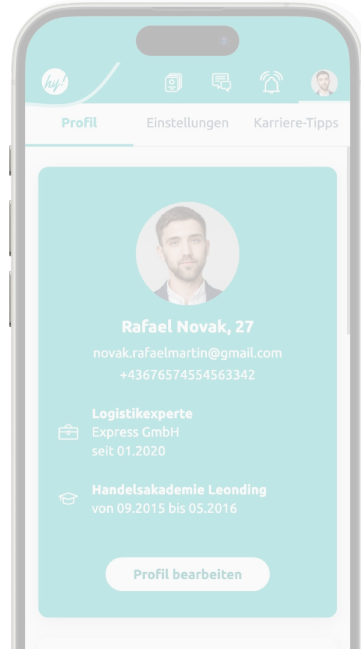 hy!
Profil Einstellungen Karriere-Tipps
Rafael Novak, 27
novak.rafaelmartin@gmail.com
+43676574554563342
Logistikexperte
Express GmbH
seit 01.2020
Handelsakademie Leonding
von 09.2015 bis 05.2016
Profil bearbeiten